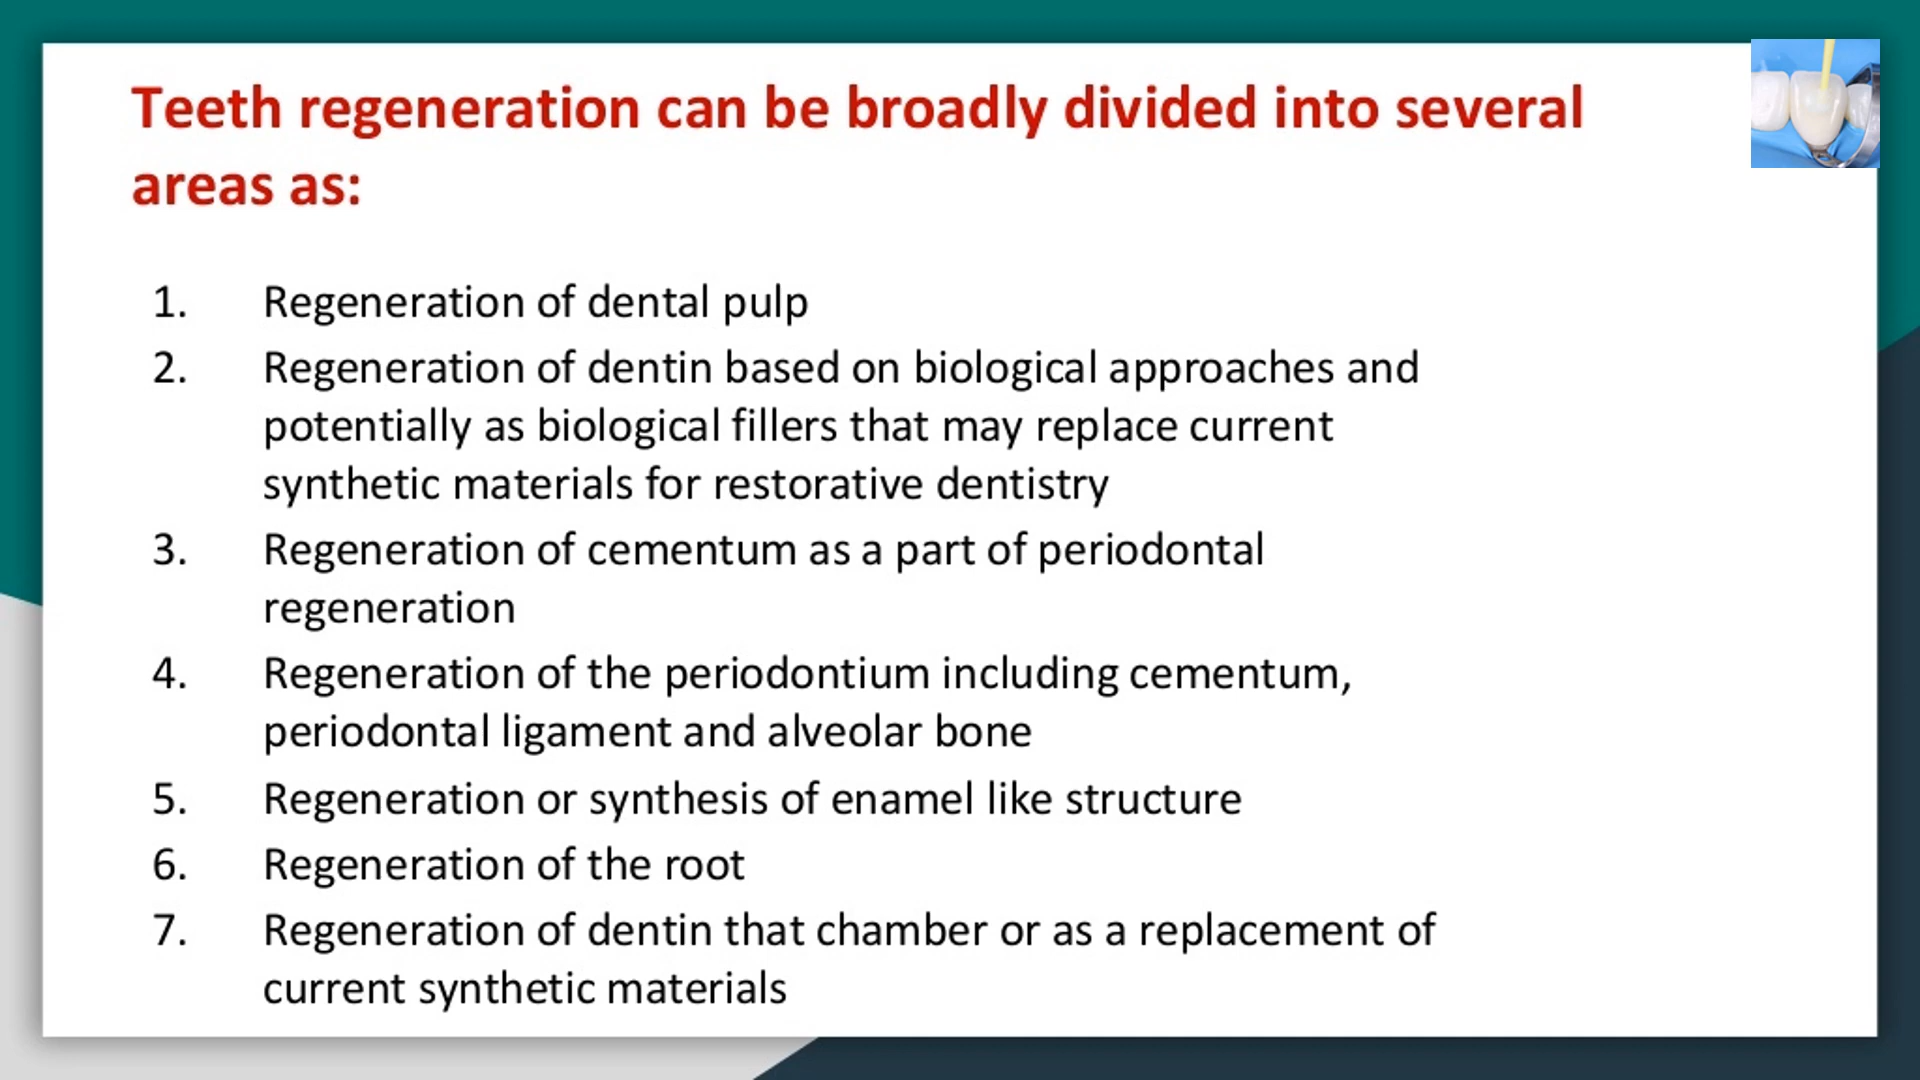 Teeth regeneration can be broadly divided into several
areas as:
1. Regeneration of dental pulp
2. Regeneration of dentin based on biological approaches and
potentially as biological fillers that may replace current
synthetic materials for restorative dentistry
3. Regeneration of cementum as a part of periodontal
regeneration
4. Regeneration of the periodontium including cementum,
periodontal ligament and alveolar bone
5. Regeneration or synthesis of enamel like structure
6. Regeneration of the root
7. Regeneration of dentin that chamber or as a replacement of
current synthetic materials